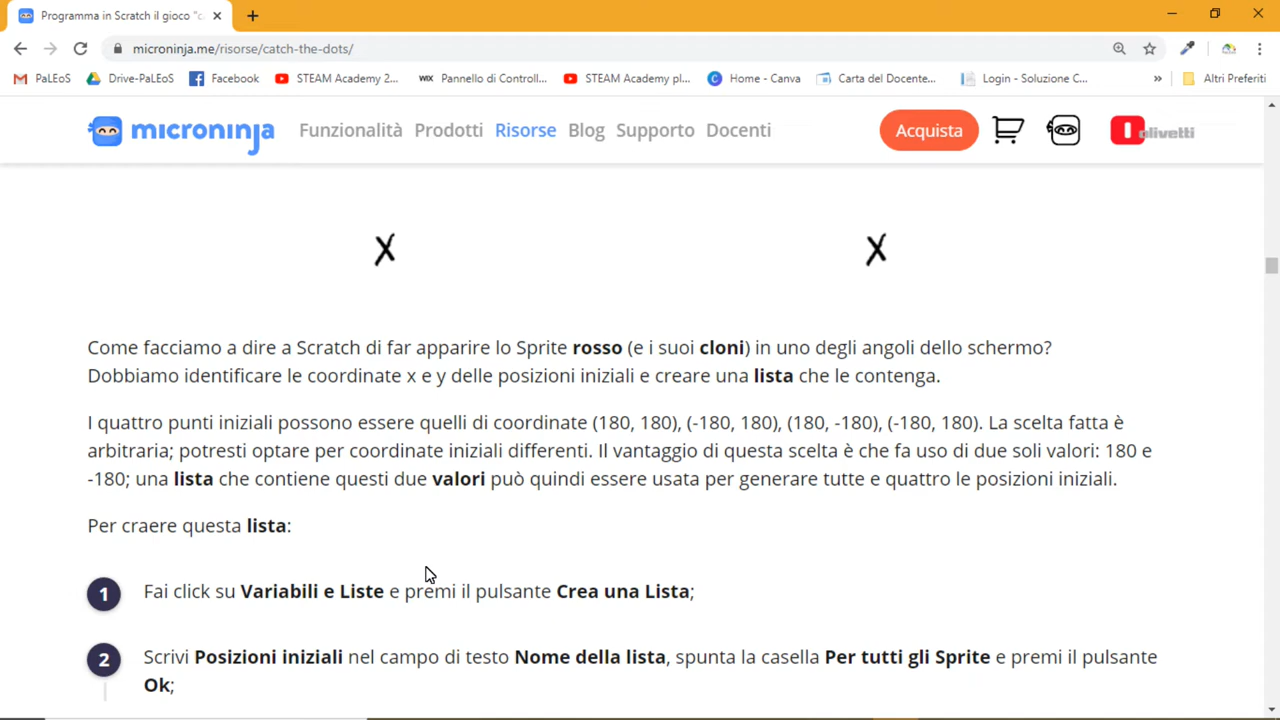 Programma in Scratch il gioco "c
microninja.me/risorse/catch-the-dots/
PaLEoS Drive-PaLEoS Facebook STEAM Academy 2... WIX Pannello di Controll... STEAM Academy pl... Home - Canva Carta del Docente... Login - Soluzione C... » Altri Preferiti
microninja Funzionalità Prodotti Risorse Blog Supporto Docenti Acquista olivetti
X X
Come facciamo a dire a Scratch di far apparire lo Sprite rosso (e i suoi cloni) in uno degli angoli dello schermo?
Dobbiamo identificare le coordinate x e y delle posizioni iniziali e creare una lista che le contenga.
I quattro punti iniziali possono essere quelli di coordinate (180, 180), (-180, 180), (180, -180), (-180, 180). La scelta fatta è
arbitraria; potresti optare per coordinate iniziali differenti. Il vantaggio di questa scelta è che fa uso di due soli valori: 180 e
-180; una lista che contiene questi due valori può quindi essere usata per generare tutte e quattro le posizioni iniziali.
Per craere questa lista:
1 Fai click su Variabili e Liste e premi il pulsante Crea una Lista;
2 Scrivi Posizioni iniziali nel campo di testo Nome della lista, spunta la casella Per tutti gli Sprite e premi il pulsante
Ok;